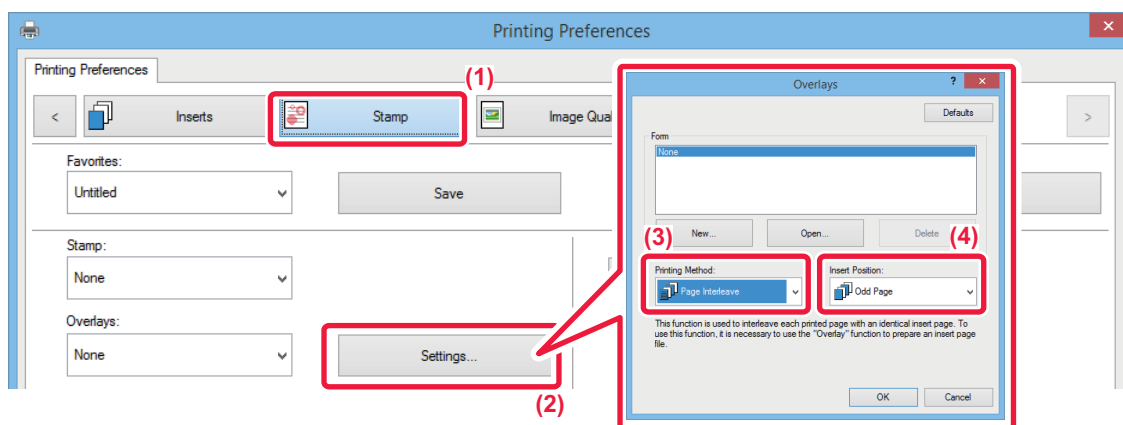 Printing Preferences
Printing Preferences
(1)
<
Inserts
Stamp
Image Qual
>
Favorites:
Untitled
Save
Stamp:
None
Overlays:
None
Settings...
(2)
Overlays
?
Defaults
Form
None
New...
Open...
Delete
(3)
(4)
Printing Method:
Page Interleave
Insert Position:
Odd Page
This function is used to interleave each printed page with an identical insert page. To
use this function, it is necessary to use the "Overlay" function to prepare an insert page
file.
OK
Cancel